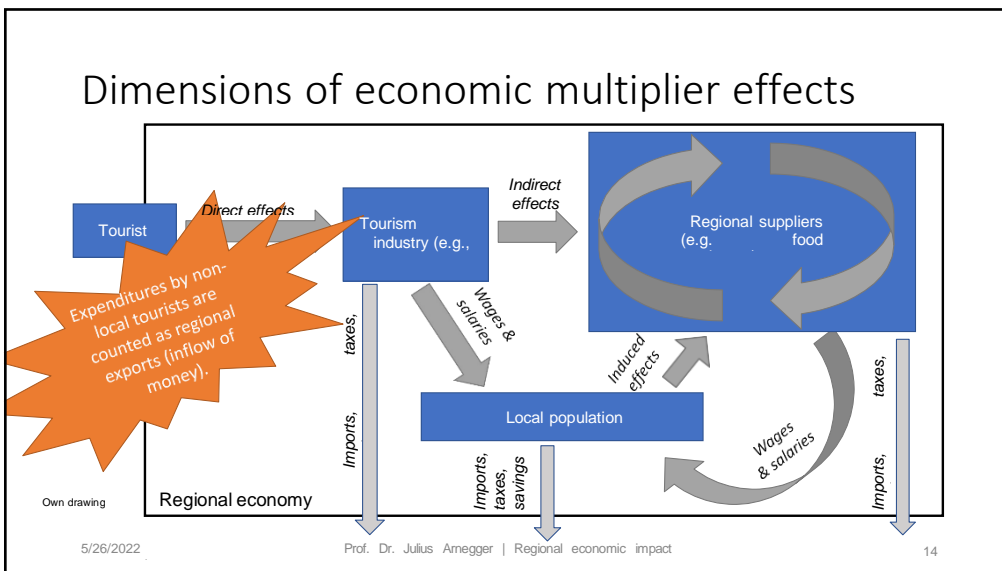 Dimensions of economic multiplier effects
Tourist
Direct effects
Tourism
industry (e.g.,
Indirect
effects
Regional suppliers
(e.g. food
Expenditures by non-
local tourists are
counted as regional
exports (inflow of
money).
Imports, taxes,
Wages &
salaries
Induced
effects
Local population
Imports,
taxes,
savings
Wages
& salaries
Imports, taxes,
Own drawing
Regional economy
5/26/2022
Prof. Dr. Julius Arnegger | Regional economic impact
14